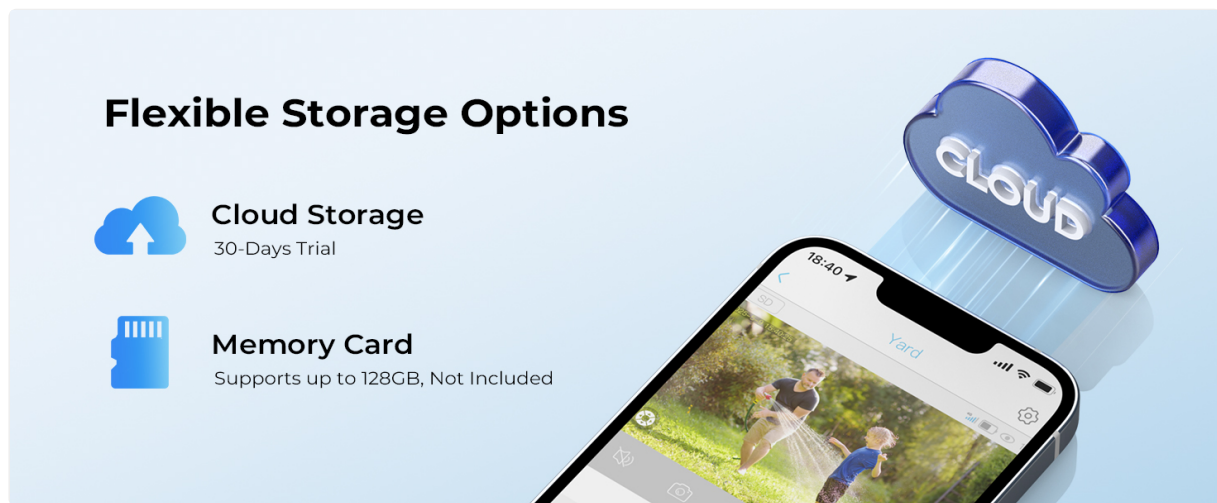 Flexible Storage Options
Cloud Storage
30-Days Trial
Memory Card
Supports up to 128GB, Not Included
CLOUD
18:40
SD
Yard